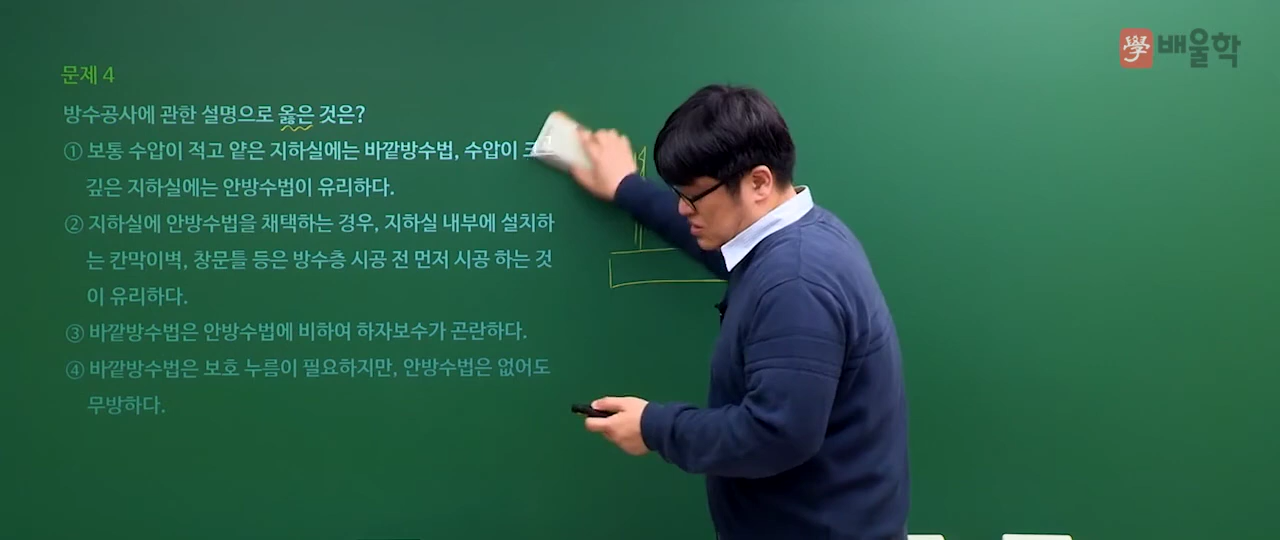 學 배울학
문제 4
방수공사에 관한 설명으로 옳은 것은?
① 보통 수압이 적고 얕은 지하실에는 바깥방수법, 수압이
깊은 지하실에는 안방수법이 유리하다.
② 지하실에 안방수법을 채택하는 경우, 지하실 내부에 설치하
는 칸막이벽, 창문틀 등은 방수층 시공 전 먼저 시공 하는 것
이 유리하다.
③ 바깥방수법은 안방수법에 비하여 하자보수가 곤란하다.
④ 바깥방수법은 보호 누름이 필요하지만, 안방수법은 없어도
무방하다.